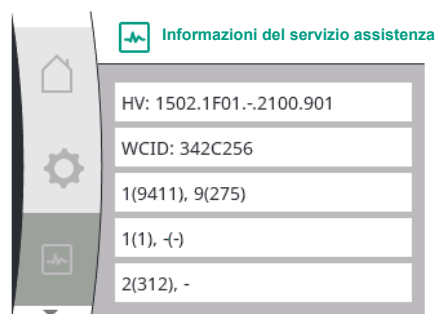 Informazioni del servizio assistenza
HV: 1502.1F01.-.2100.901
WCID: 342C256
1(9411), 9(275)
1(1), -(-)
2(312), -